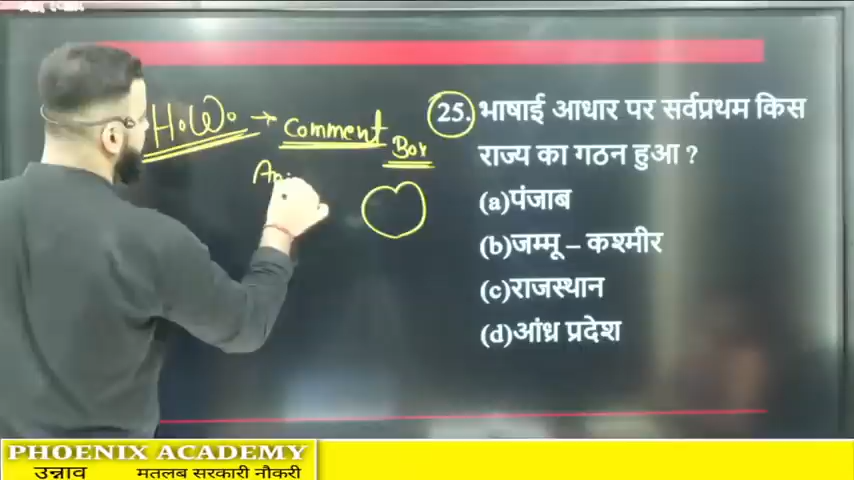 H.W. → Comment
Box
25. भाषाई आधार पर सर्वप्रथम किस
राज्य का गठन हुआ ?
(a)पंजाब
(b)जम्मू – कश्मीर
(c)राजस्थान
(d)आंध्र प्रदेश
PHOENIX ACADEMY
उन्नाव मतलब सरकारी नौकरी